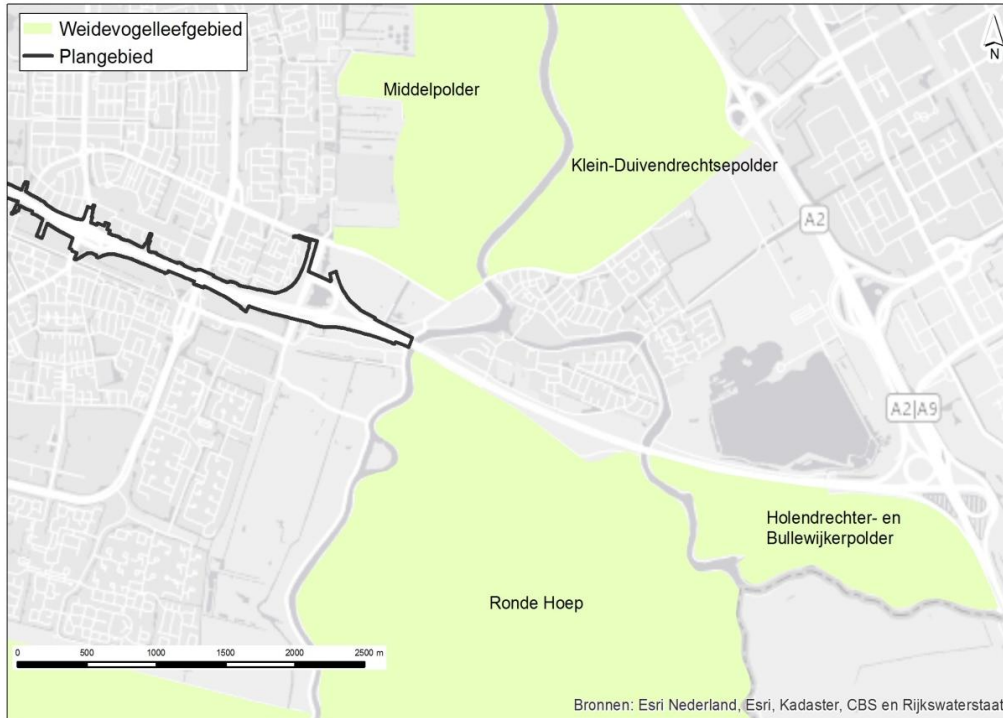 Weidevogelleefgebied
Plangebied
N
Middelpolder
Klein-Duivendrechtsepolder
A2
A2|A9
Holendrechter- en
Bullewijkerpolder
Ronde Hoep
0 500 1000 1500 2000 2500 m
Bronnen: Esri Nederland, Esri, Kadaster, CBS en Rijkswaterstaat